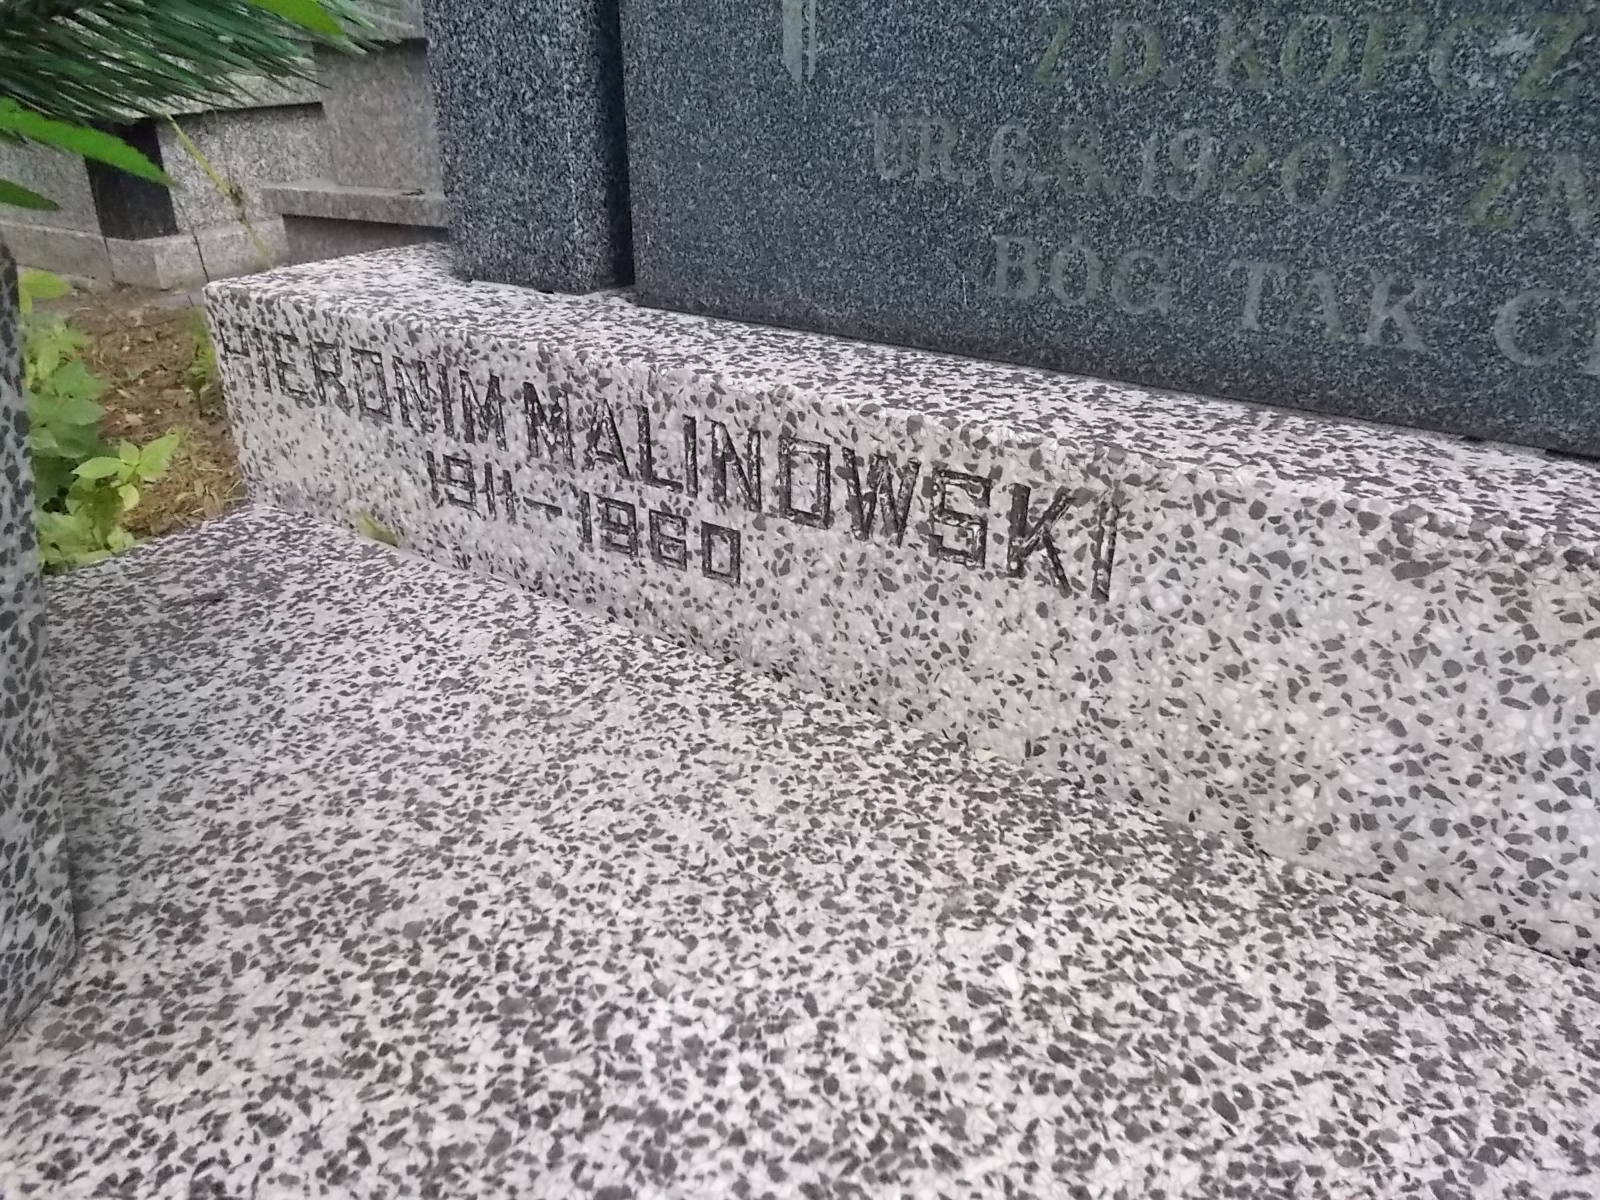 Z D. KOPCZ
UR. 6.8.1920 - ZM
BÓG TAK C
HIERONIM MALINOWSKI
1911-1960